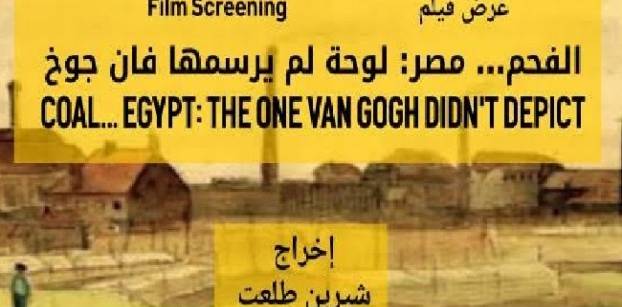 Film Screening عرض فيلم
الفحم... مصر: لوحة لم يرسمها فان جوخ
COAL... EGYPT: THE ONE VAN GOGH DIDN'T DEPICT
إخراج
شيرين طلعت